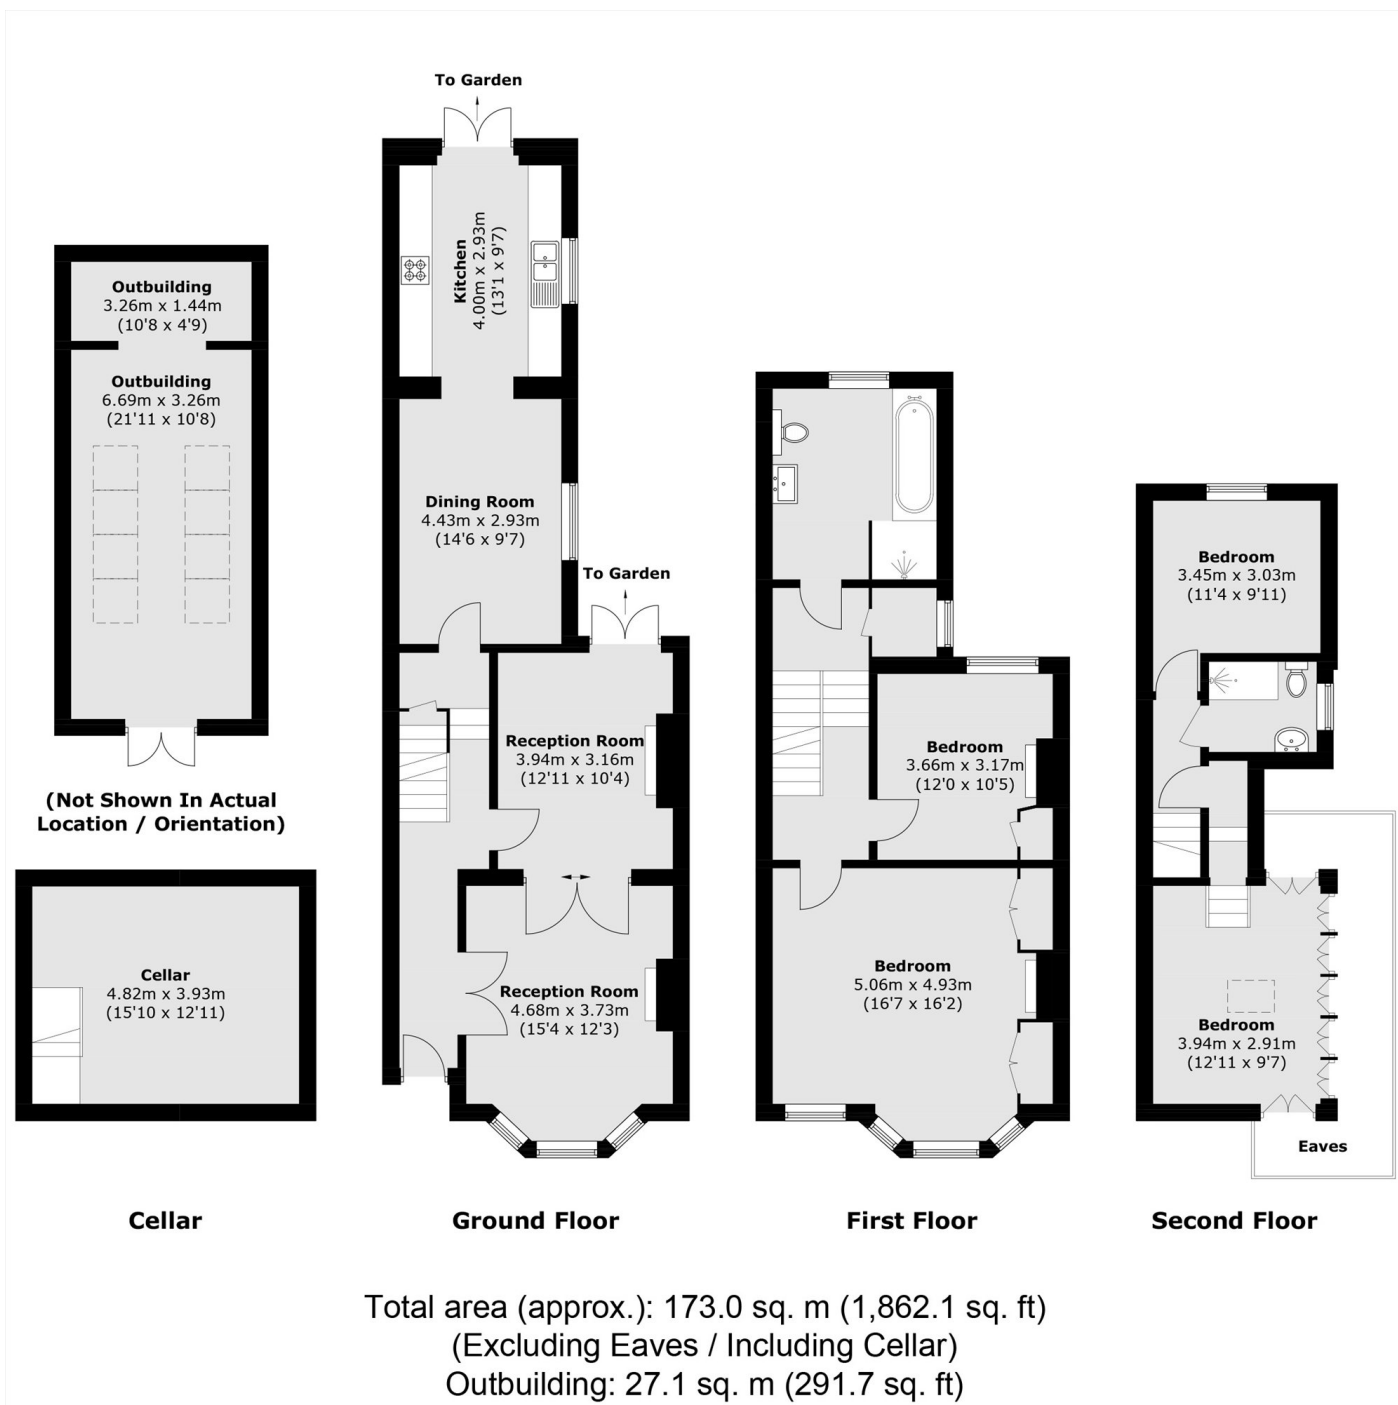 To Garden
Kitchen
4.00m x 2.93m
(13'1 x 9'7)
Outbuilding
3.26m x 1.44m
(10'8 x 4'9)
Outbuilding
6.69m x 3.26m
(21'11 x 10'8)
(Not Shown In Actual
Location / Orientation)
Dining Room
4.43m x 2.93m
(14'6 x 9'7)
To Garden
Reception Room
3.94m x 3.16m
(12'11 x 10'4)
Reception Room
4.68m x 3.73m
(15'4 x 12'3)
Bedroom
3.66m x 3.17m
(12'0 x 10'5)
Bedroom
5.06m x 4.93m
(16'7 x 16'2)
Bedroom
3.45m x 3.03m
(11'4 x 9'11)
Bedroom
3.94m x 2.91m
(12'11 x 9'7)
Eaves
Cellar
4.82m x 3.93m
(15'10 x 12'11)
Cellar
Ground Floor
First Floor
Second Floor
Total area (approx.): 173.0 sq. m (1,862.1 sq. ft)
(Excluding Eaves / Including Cellar)
Outbuilding: 27.1 sq. m (291.7 sq. ft)